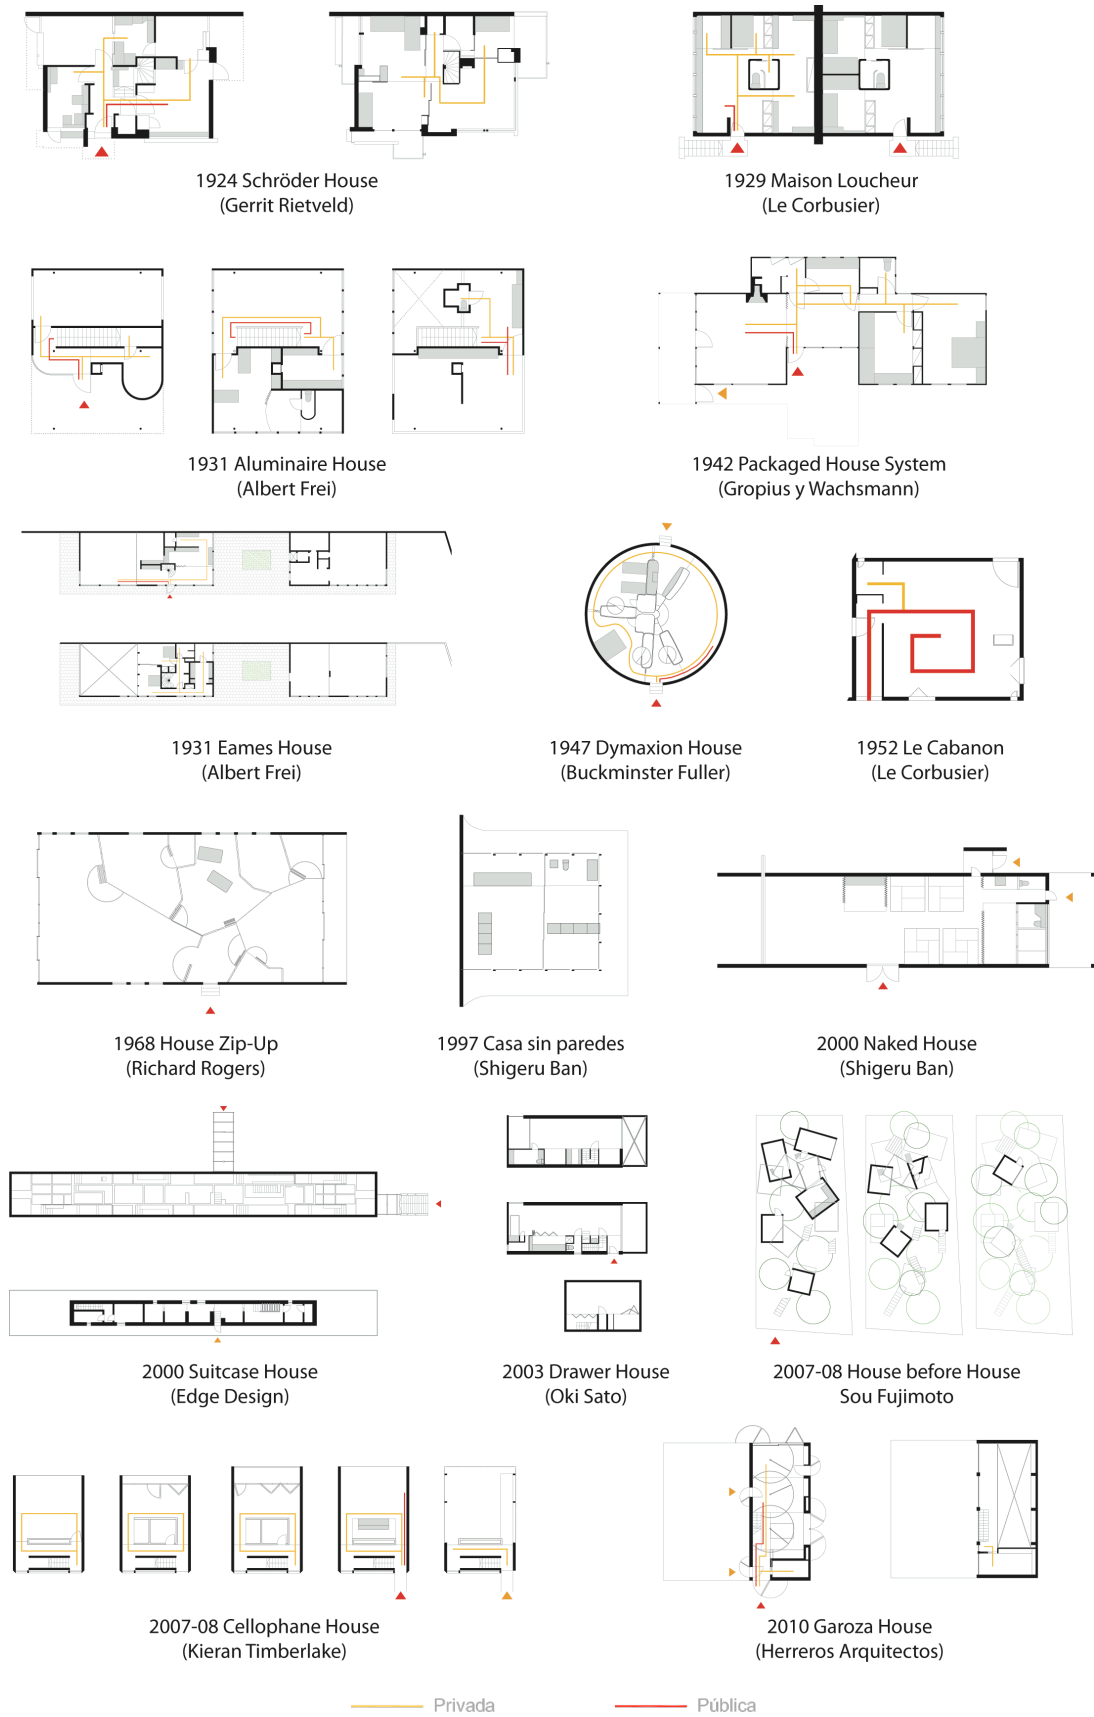 1924 Schröder House
(Gerrit Rietveld)
1929 Maison Loucheur
(Le Corbusier)
1931 Aluminaire House
(Albert Frei)
1942 Packaged House System
(Gropius y Wachsmann)
1931 Eames House
(Albert Frei)
1947 Dymaxion House
(Buckminster Fuller)
1952 Le Cabanon
(Le Corbusier)
1968 House Zip-Up
(Richard Rogers)
1997 Casa sin paredes
(Shigeru Ban)
2000 Naked House
(Shigeru Ban)
2000 Suitcase House
(Edge Design)
2003 Drawer House
(Oki Sato)
2007-08 House before House
Sou Fujimoto
2007-08 Cellophane House
(Kieran Timberlake)
2010 Garoza House
(Herreros Arquitectos)
Privada
Pública